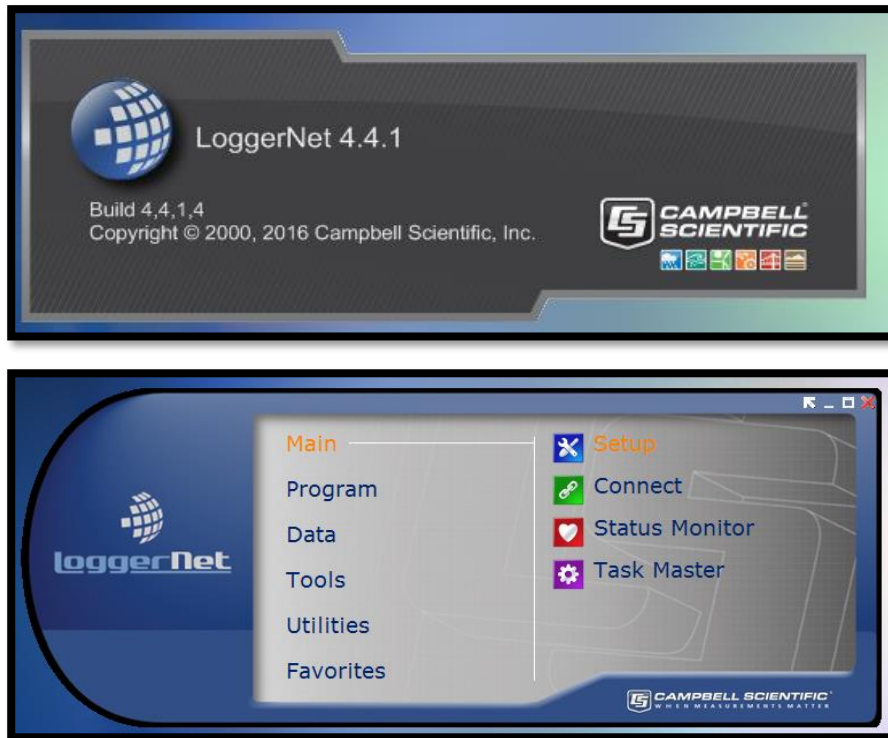 LoggerNet 4.4.1
Build 4,4,1,4
Copyright © 2000, 2016 Campbell Scientific, Inc.
CAMPBELL
SCIENTIFIC
Main
Setup
Program
Connect
Data
Status Monitor
Tools
Task Master
Utilities
Favorites
LoggerNet
CAMPBELL SCIENTIFIC
WHEN MEASUREMENTS MATTER